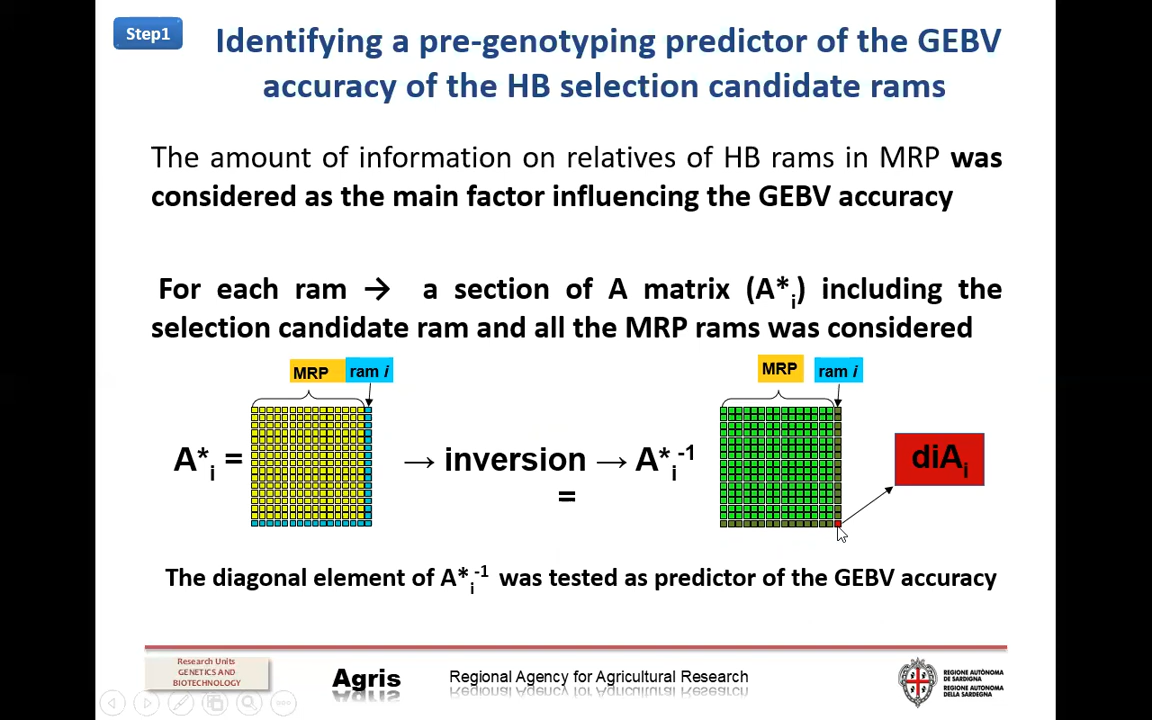 Step1
Identifying a pre-genotyping predictor of the GEBV
accuracy of the HB selection candidate rams
The amount of information on relatives of HB rams in MRP was
considered as the main factor influencing the GEBV accuracy
For each ram → a section of A matrix (A*i) including the
selection candidate ram and all the MRP rams was considered
MRP ram i
MRP ram i
A*i = → inversion → A*i-1
=
diAi
The diagonal element of A*i-1 was tested as predictor of the GEBV accuracy
Research Units
GENETICS AND
BIOTECHNOLOGY
Agris
Regional Agency for Agricultural Research
REGIONE AUTÒNOMA
DE SARDIGNA
REGIONE AUTONOMA
DELLA SARDEGNA